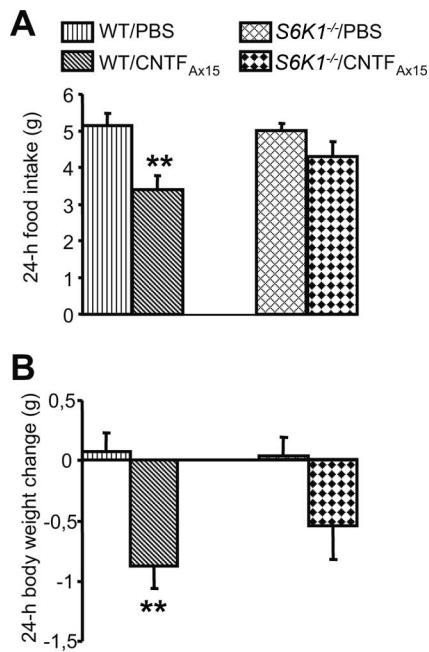 A
WT/PBS
S6K1-/-/PBS
WT/CNTFAx15
S6K1-/-/CNTFAx15
24-h food intake (g)
6
5
4
3
2
1
0
**
B
24-h body weight change (g)
0,5
0
-0,5
-1
-1,5
**